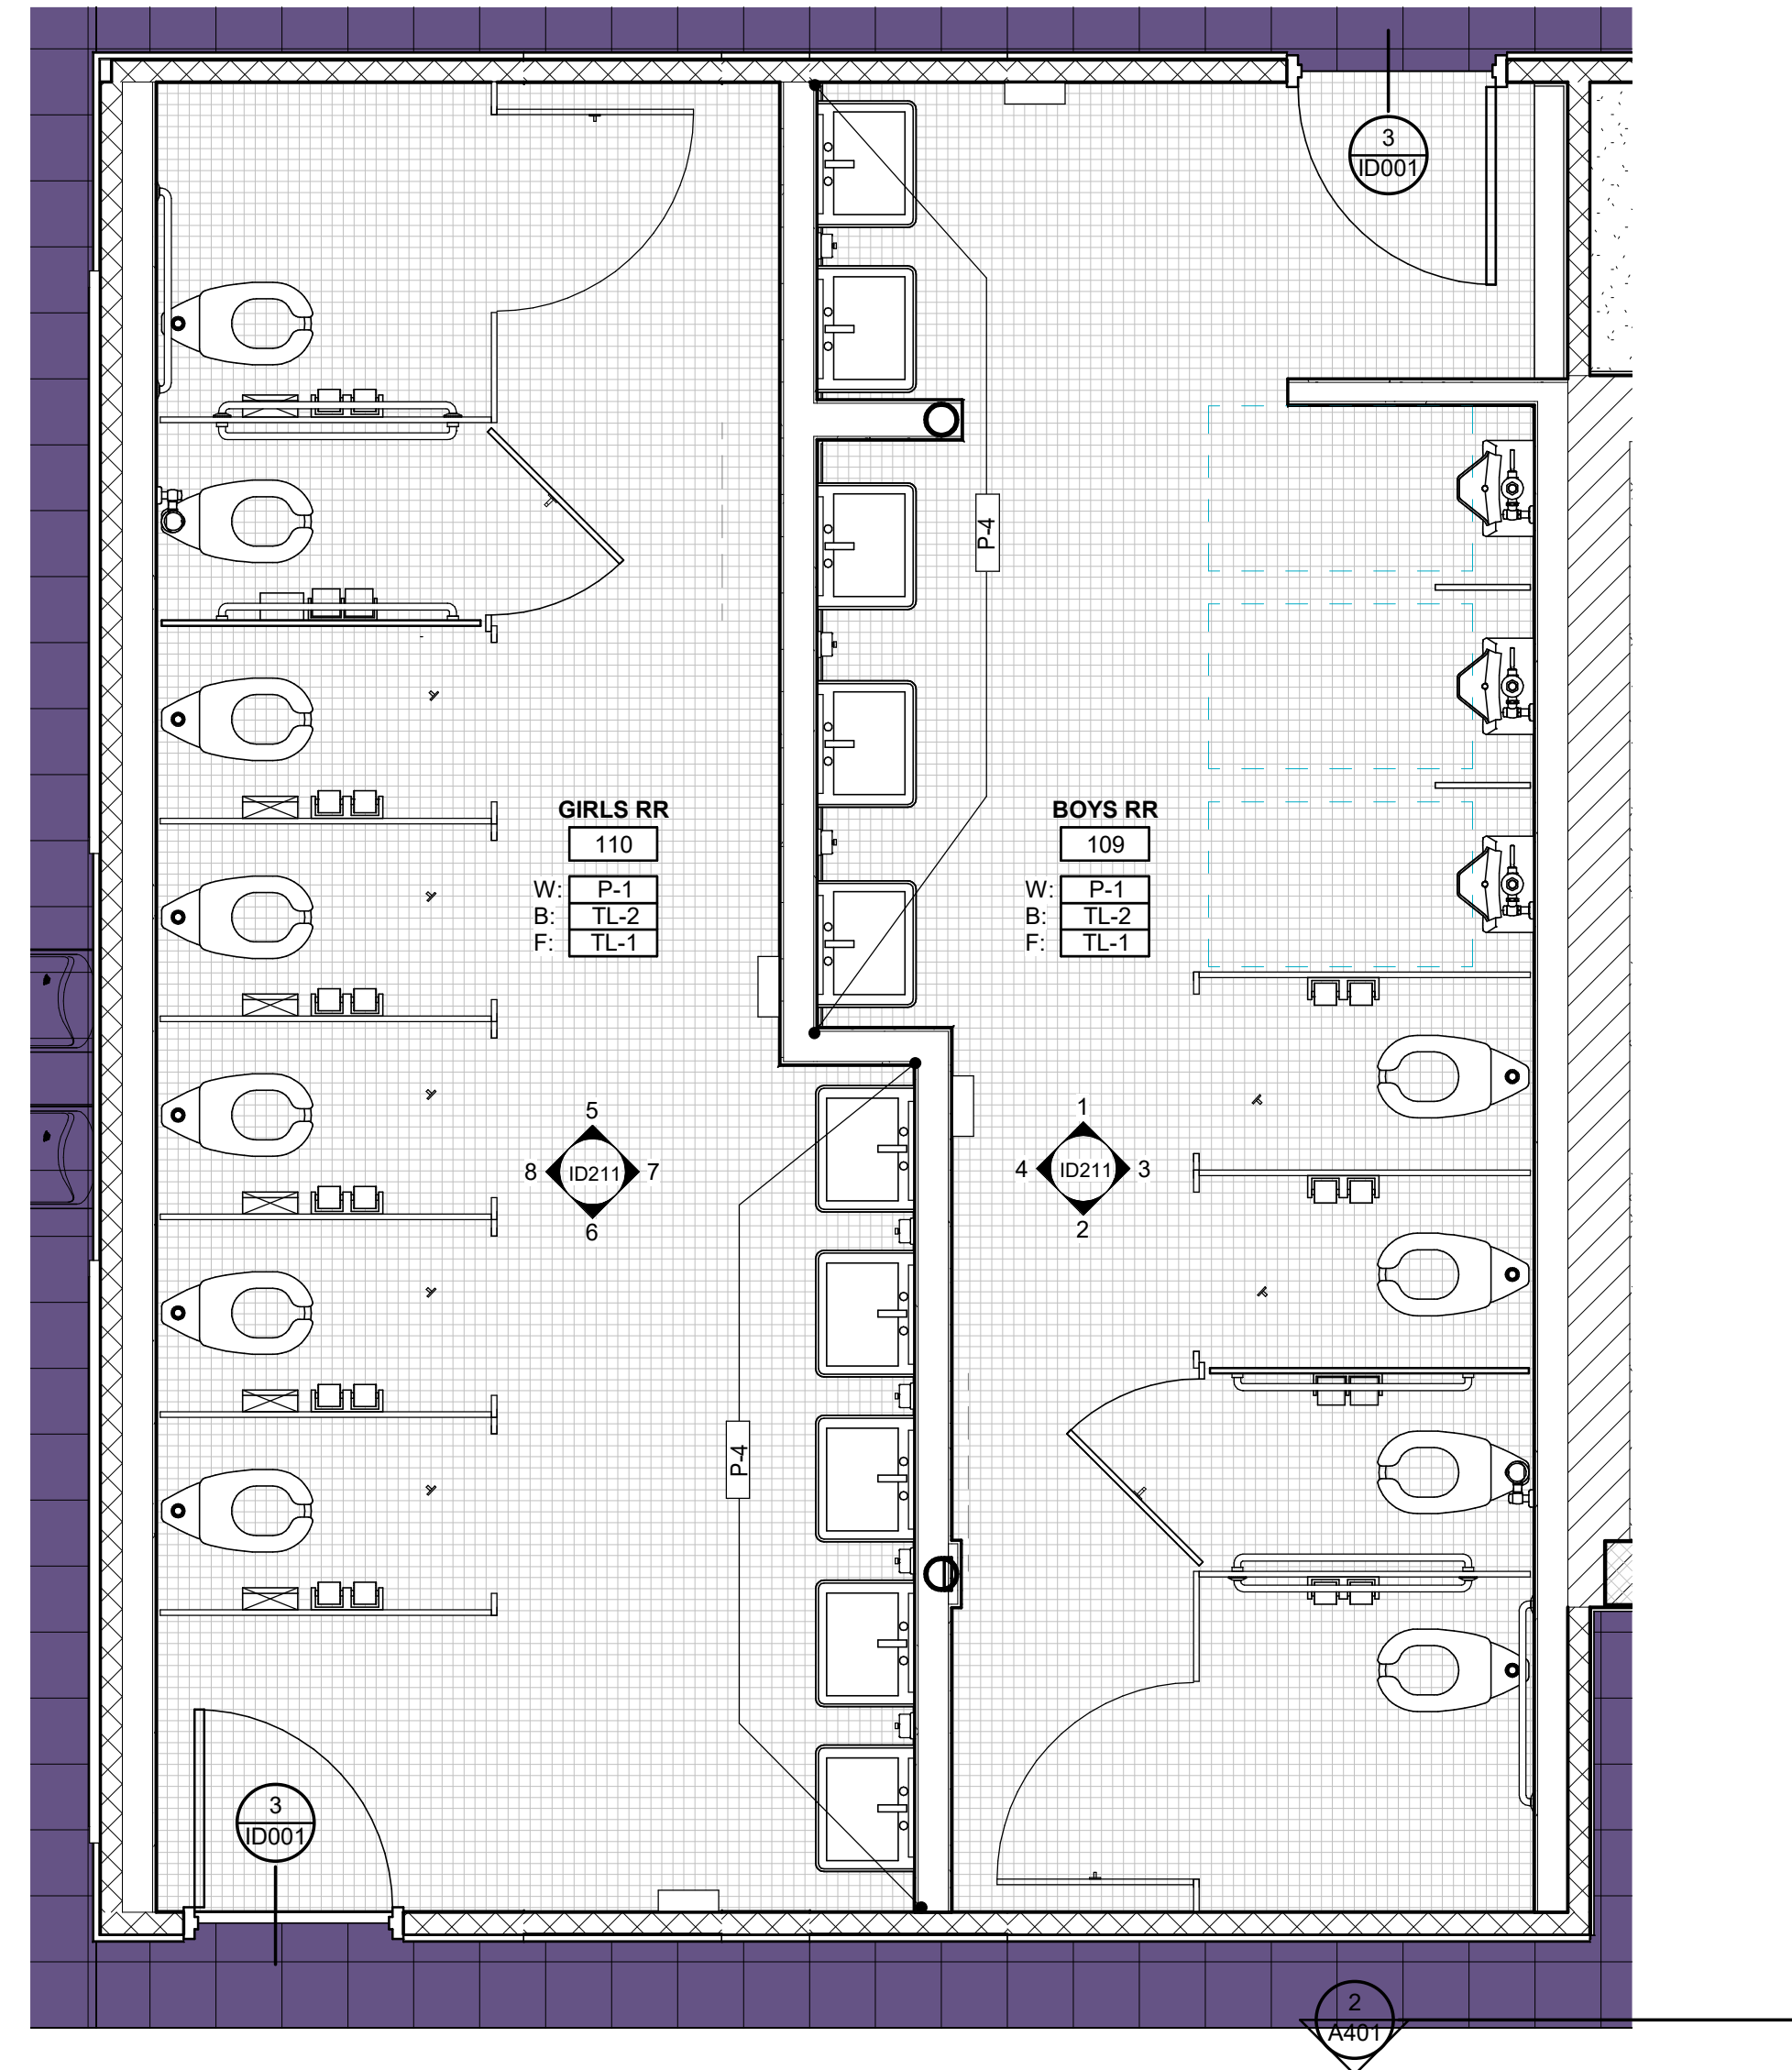 3
ID001
P-4
GIRLS RR
110
W: P-1
B: TL-2
F: TL-1
BOYS RR
109
W: P-1
B: TL-2
F: TL-1
5
8 ID211 7
6
1
4 ID211 3
2
P-4
3
ID001
2
A401